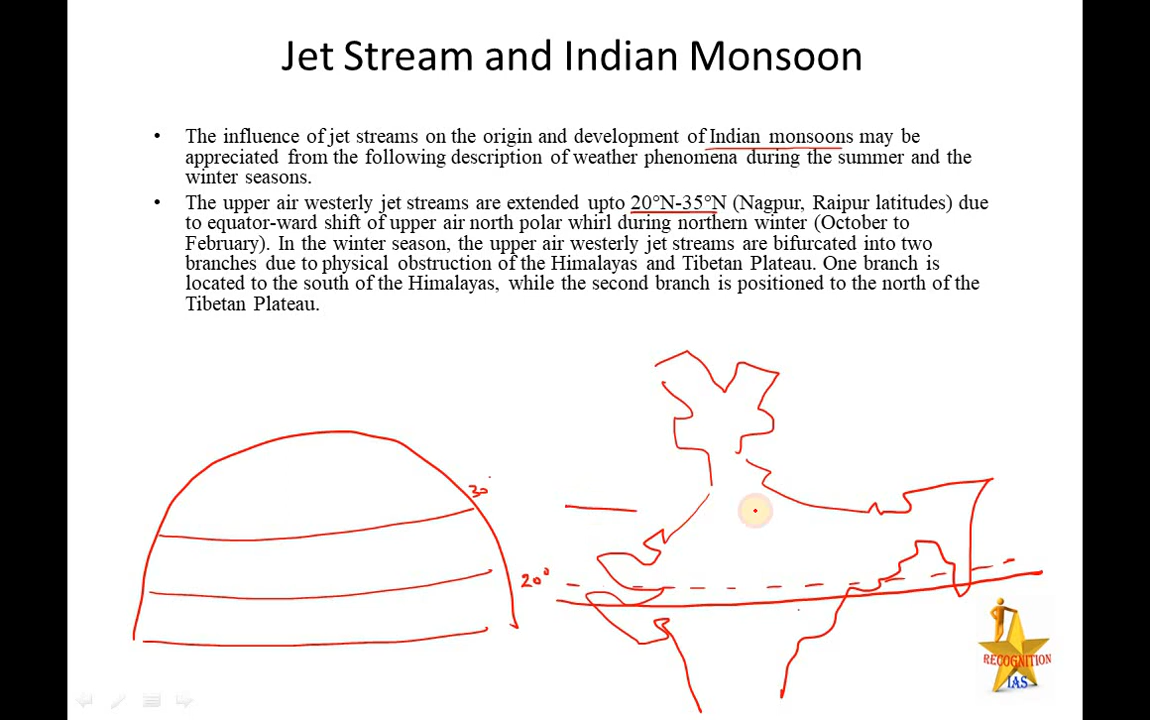 Jet Stream and Indian Monsoon
• The influence of jet streams on the origin and development of Indian monsoons may be
appreciated from the following description of weather phenomena during the summer and the
winter seasons.
• The upper air westerly jet streams are extended upto 20°N-35°N (Nagpur, Raipur latitudes) due
to equator-ward shift of upper air north polar whirl during northern winter (October to
February). In the winter season, the upper air westerly jet streams are bifurcated into two
branches due to physical obstruction of the Himalayas and Tibetan Plateau. One branch is
located to the south of the Himalayas, while the second branch is positioned to the north of the
Tibetan Plateau.
30°
20°
RECOGNITION
IAS